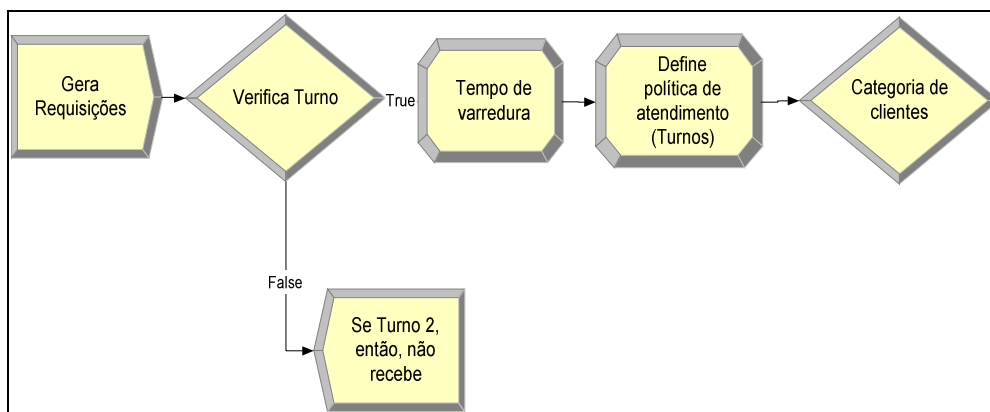 Gera
Requisições
Verifica Turno
True
Tempo de
varredura
Define
política de
atendimento
(Turnos)
Categoria de
clientes
False
Se Turno 2,
então, não
recebe